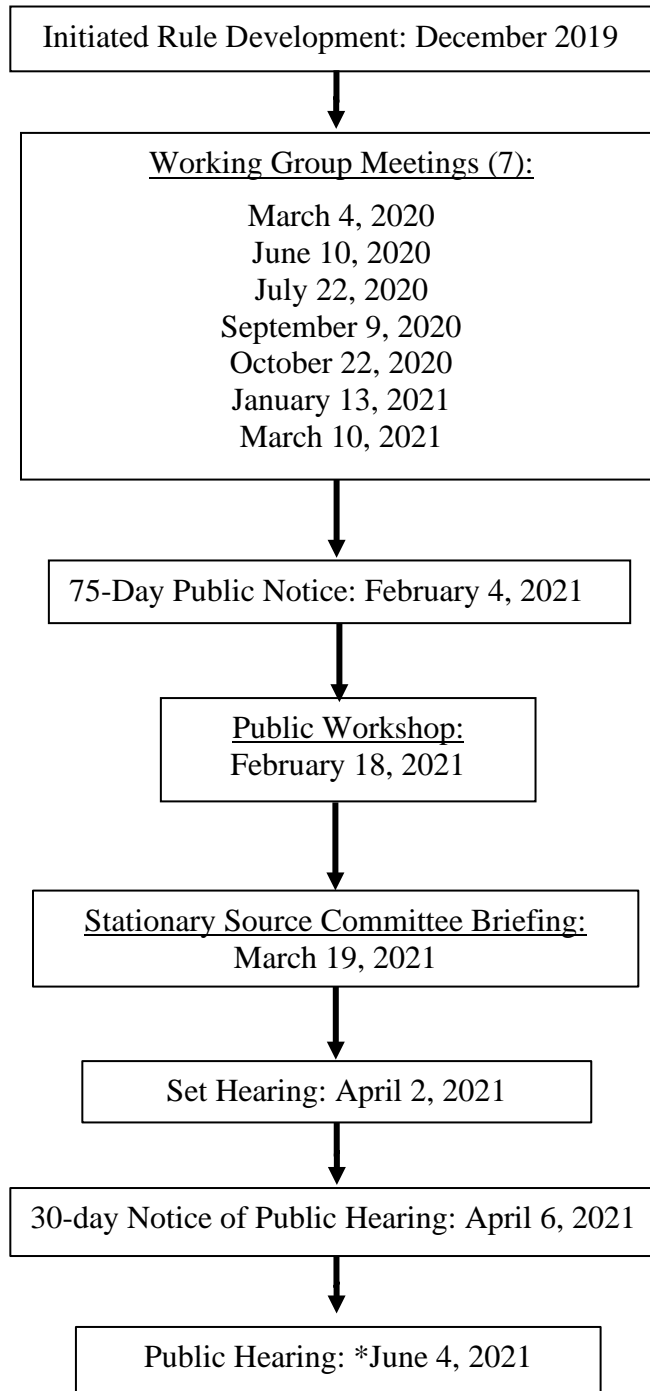 Initiated Rule Development: December 2019
Working Group Meetings (7):
March 4, 2020
June 10, 2020
July 22, 2020
September 9, 2020
October 22, 2020
January 13, 2021
March 10, 2021
75-Day Public Notice: February 4, 2021
Public Workshop:
February 18, 2021
Stationary Source Committee Briefing:
March 19, 2021
Set Hearing: April 2, 2021
30-day Notice of Public Hearing: April 6, 2021
Public Hearing: *June 4, 2021